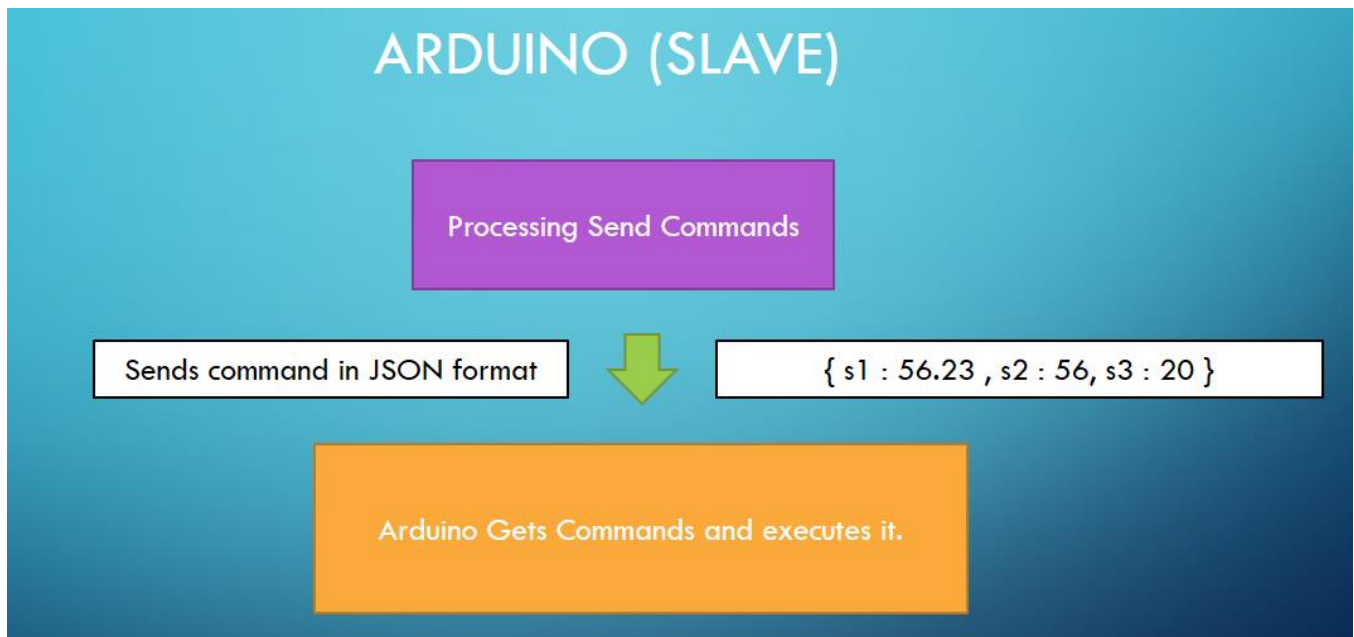 ARDUINO (SLAVE)
Processing Send Commands
Sends command in JSON format
{ s1 : 56.23 , s2 : 56, s3 : 20 }
Arduino Gets Commands and executes it.